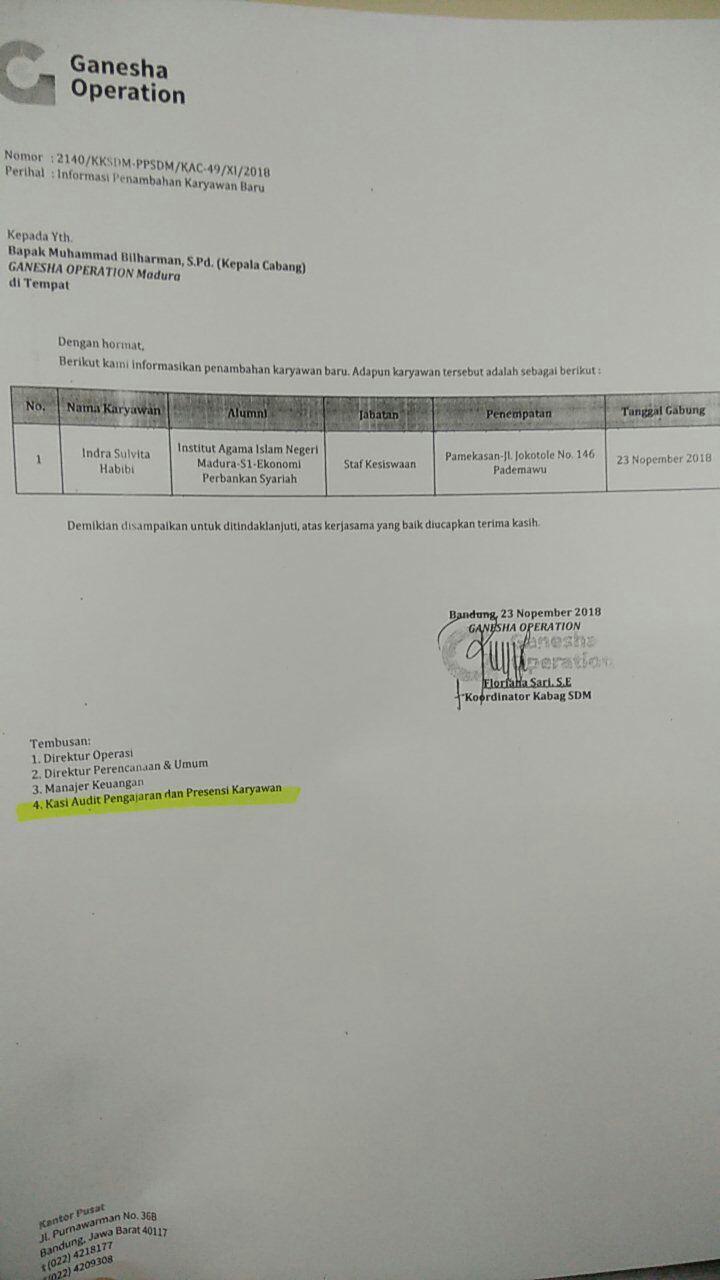 Ganesha
Operation
Nomor : 2140/KKSDM-PPSDM/KAC-49/XI/2018
Perihal : Informasi Penambahan Karyawan Baru
Kepada Yth.
Bapak Muhammad Bilharman, S.Pd. (Kepala Cabang)
GANESHA OPERATION Madura
di Tempat
Dengan hormat,
Berikut kami informasikan penambahan karyawan baru. Adapun karyawan tersebut adalah sebagai berikut :
No. Nama Karyawan Alumni Jabatan Penempatan Tanggal Gabung
1 Indra Sulvita Habibi Institut Agama Islam Negeri Madura-S1-Ekonomi Perbankan Syariah Staf Kesiswaan Pamekasan-Jl. Jokotole No. 146 Pademawu 23 Nopember 2018
Demikian disampaikan untuk ditindaklanjuti, atas kerjasama yang baik diucapkan terima kasih.
Bandung, 23 Nopember 2018
GANESHA OPERATION
Ganesha
Operation
Floriana Sari, S.E
Koordinator Kabag SDM
Tembusan:
1. Direktur Operasi
2. Direktur Perencanaan & Umum
3. Manajer Keuangan
4. Kasi Audit Pengajaran dan Presensi Karyawan
Kantor Pusat
Jl. Purnawarman No. 36B
Bandung, Jawa Barat 40117
t (022) 4218177
(022) 4209308